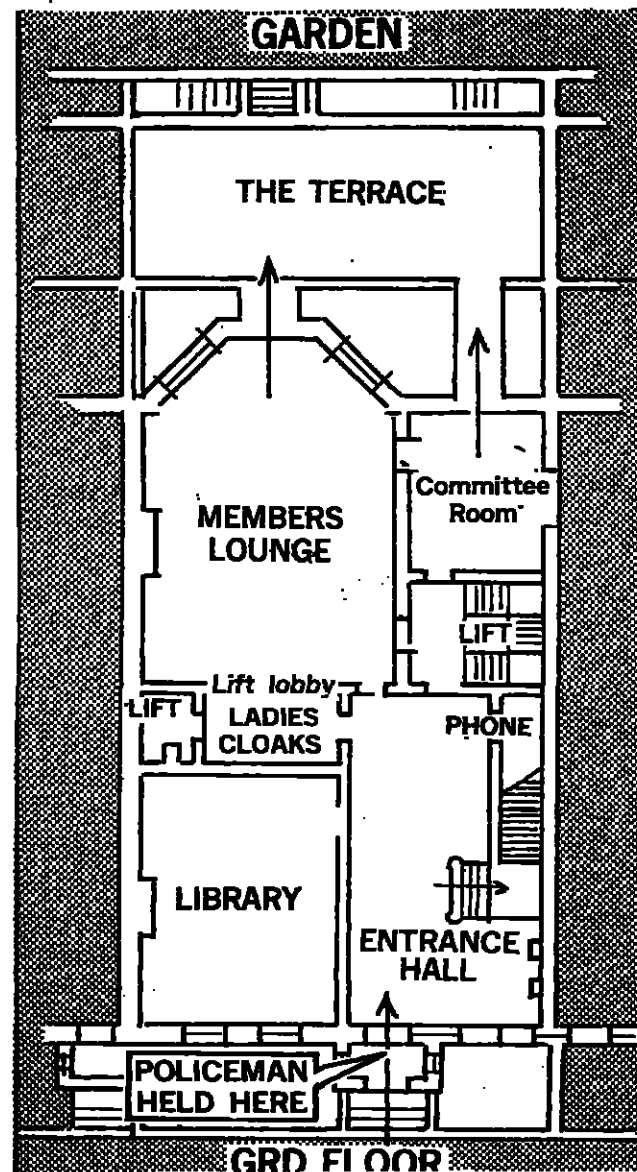 GARDEN
THE TERRACE
Committee
Room
MEMBERS
LOUNGE
LIFT
Lift lobby
LIFT
LADIES
CLOAKS
PHONE
LIBRARY
ENTRANCE
HALL
POLICEMAN
HELD HERE
GRD FLOOR